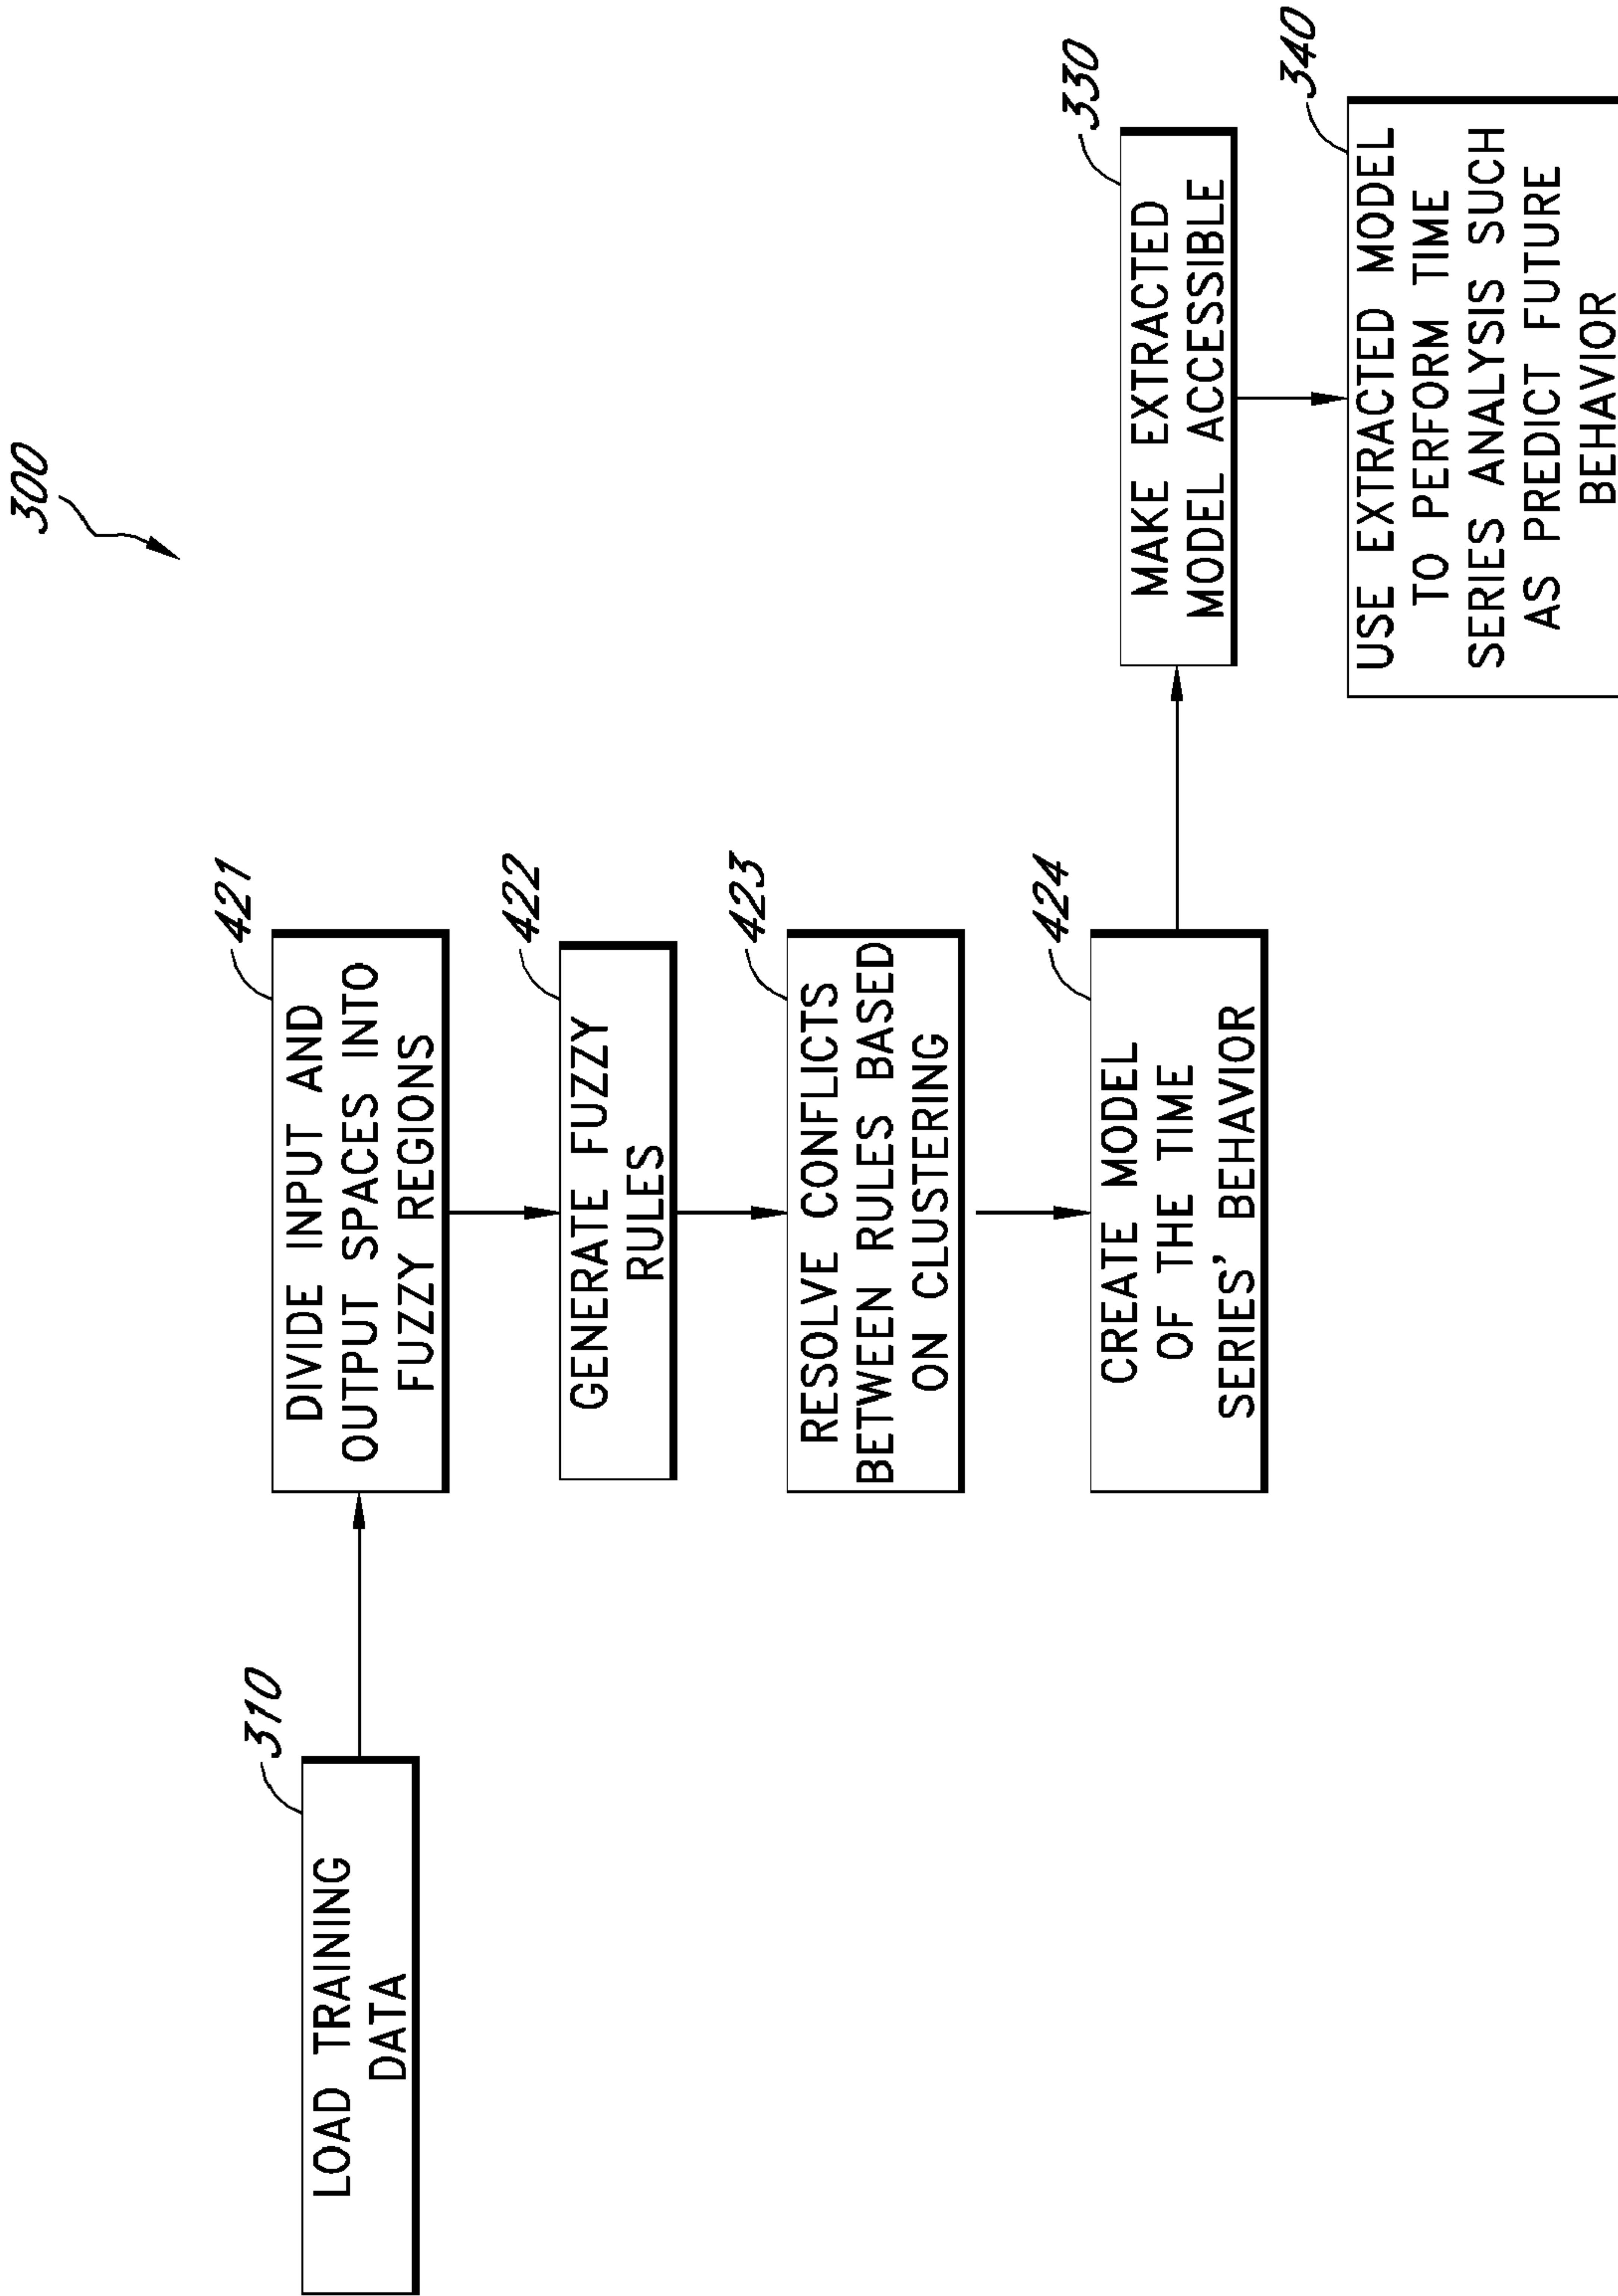 300
310
LOAD TRAINING
DATA
421
DIVIDE INPUT AND
OUTPUT SPACES INTO
FUZZY REGIONS
422
GENERATE FUZZY
RULES
423
RESOLVE CONFLICTS
BETWEEN RULES BASED
ON CLUSTERING
424
CREATE MODEL
OF THE TIME
SERIES' BEHAVIOR
330
MAKE EXTRACTED
MODEL ACCESSIBLE
340
USE EXTRACTED MODEL
TO PERFORM TIME
SERIES ANALYSIS SUCH
AS PREDICT FUTURE
BEHAVIOR